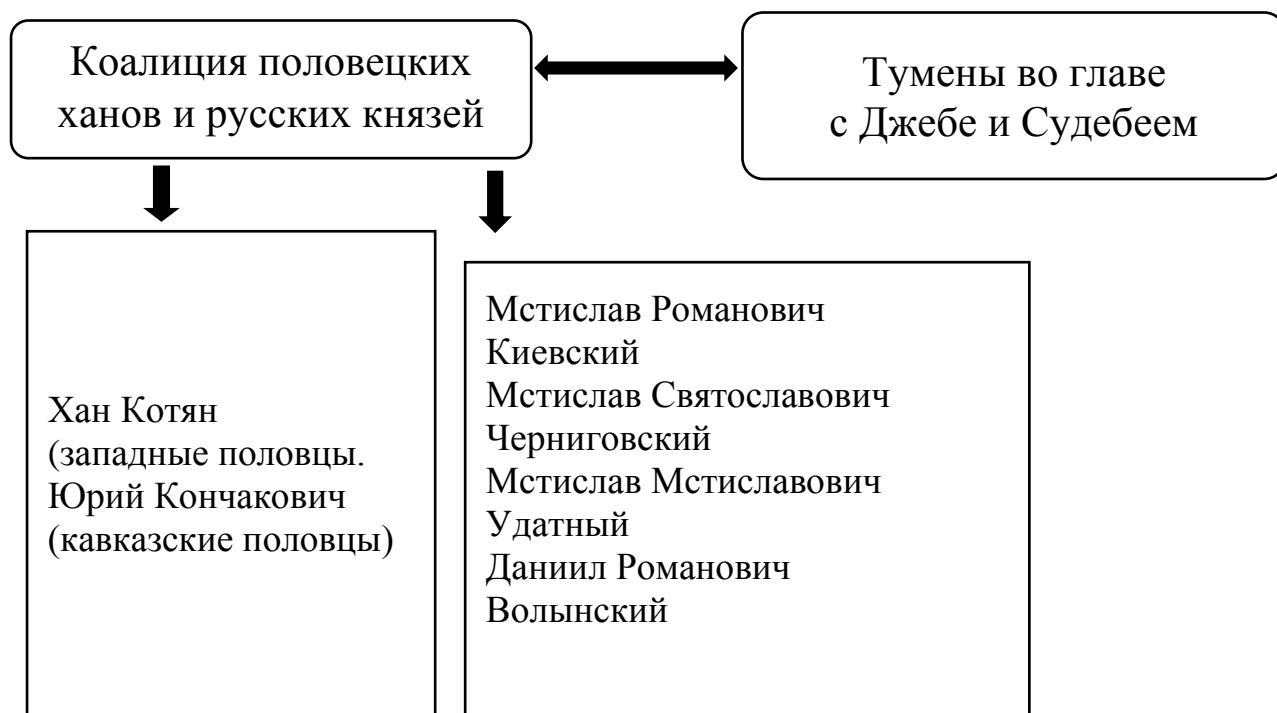 Коалиция половецких
ханов и русских князей
Тумены во главе
с Джебе и Судебеем
Хан Котян
(западные половцы.
Юрий Кончакович
(кавказские половцы)
Мстислав Романович
Киевский
Мстислав Святославович
Черниговский
Мстислав Мстиславович
Удатный
Даниил Романович
Волынский